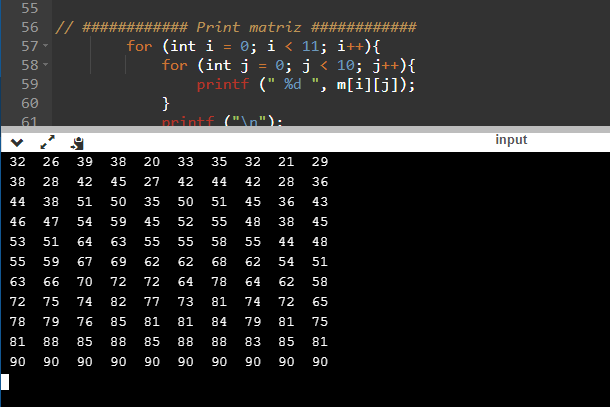 55
56 // ############ Print matriz ############
57 for (int i = 0; i < 11; i++){
58 for (int j = 0; j < 10; j++){
59 printf (" %d ", m[i][j]);
60 }
61 printf ("\n");
input
32 26 39 38 20 33 35 32 21 29
38 28 42 45 27 42 44 42 28 36
44 38 51 50 35 50 51 45 36 43
46 47 54 59 45 52 55 48 38 45
53 51 64 63 55 55 58 55 44 48
55 59 67 69 62 62 68 62 54 51
63 66 70 72 72 64 78 64 62 58
72 75 74 82 77 73 81 74 72 65
78 79 76 85 81 81 84 79 81 75
81 88 85 88 85 88 88 83 85 81
90 90 90 90 90 90 90 90 90 90